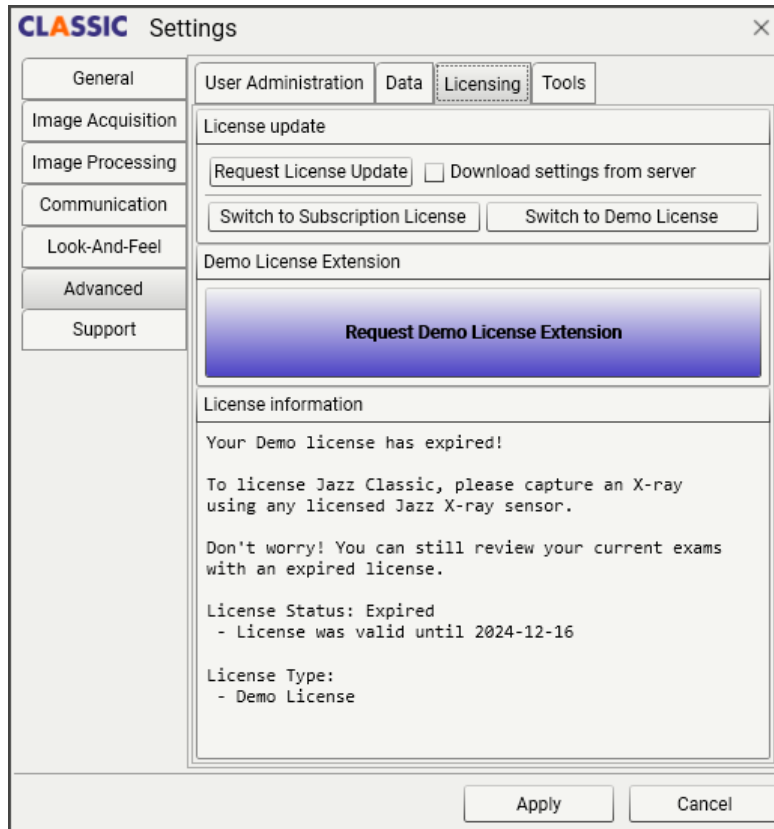 CLASSIC Settings
General
Image Acquisition
Image Processing
Communication
Look-And-Feel
Advanced
Support
User Administration Data Licensing Tools
License update
Request License Update Download settings from server
Switch to Subscription License Switch to Demo License
Demo License Extension
Request Demo License Extension
License information
Your Demo license has expired!
To license Jazz Classic, please capture an X-ray
using any licensed Jazz X-ray sensor.
Don't worry! You can still review your current exams
with an expired license.
License Status: Expired
- License was valid until 2024-12-16
License Type:
- Demo License
Apply Cancel